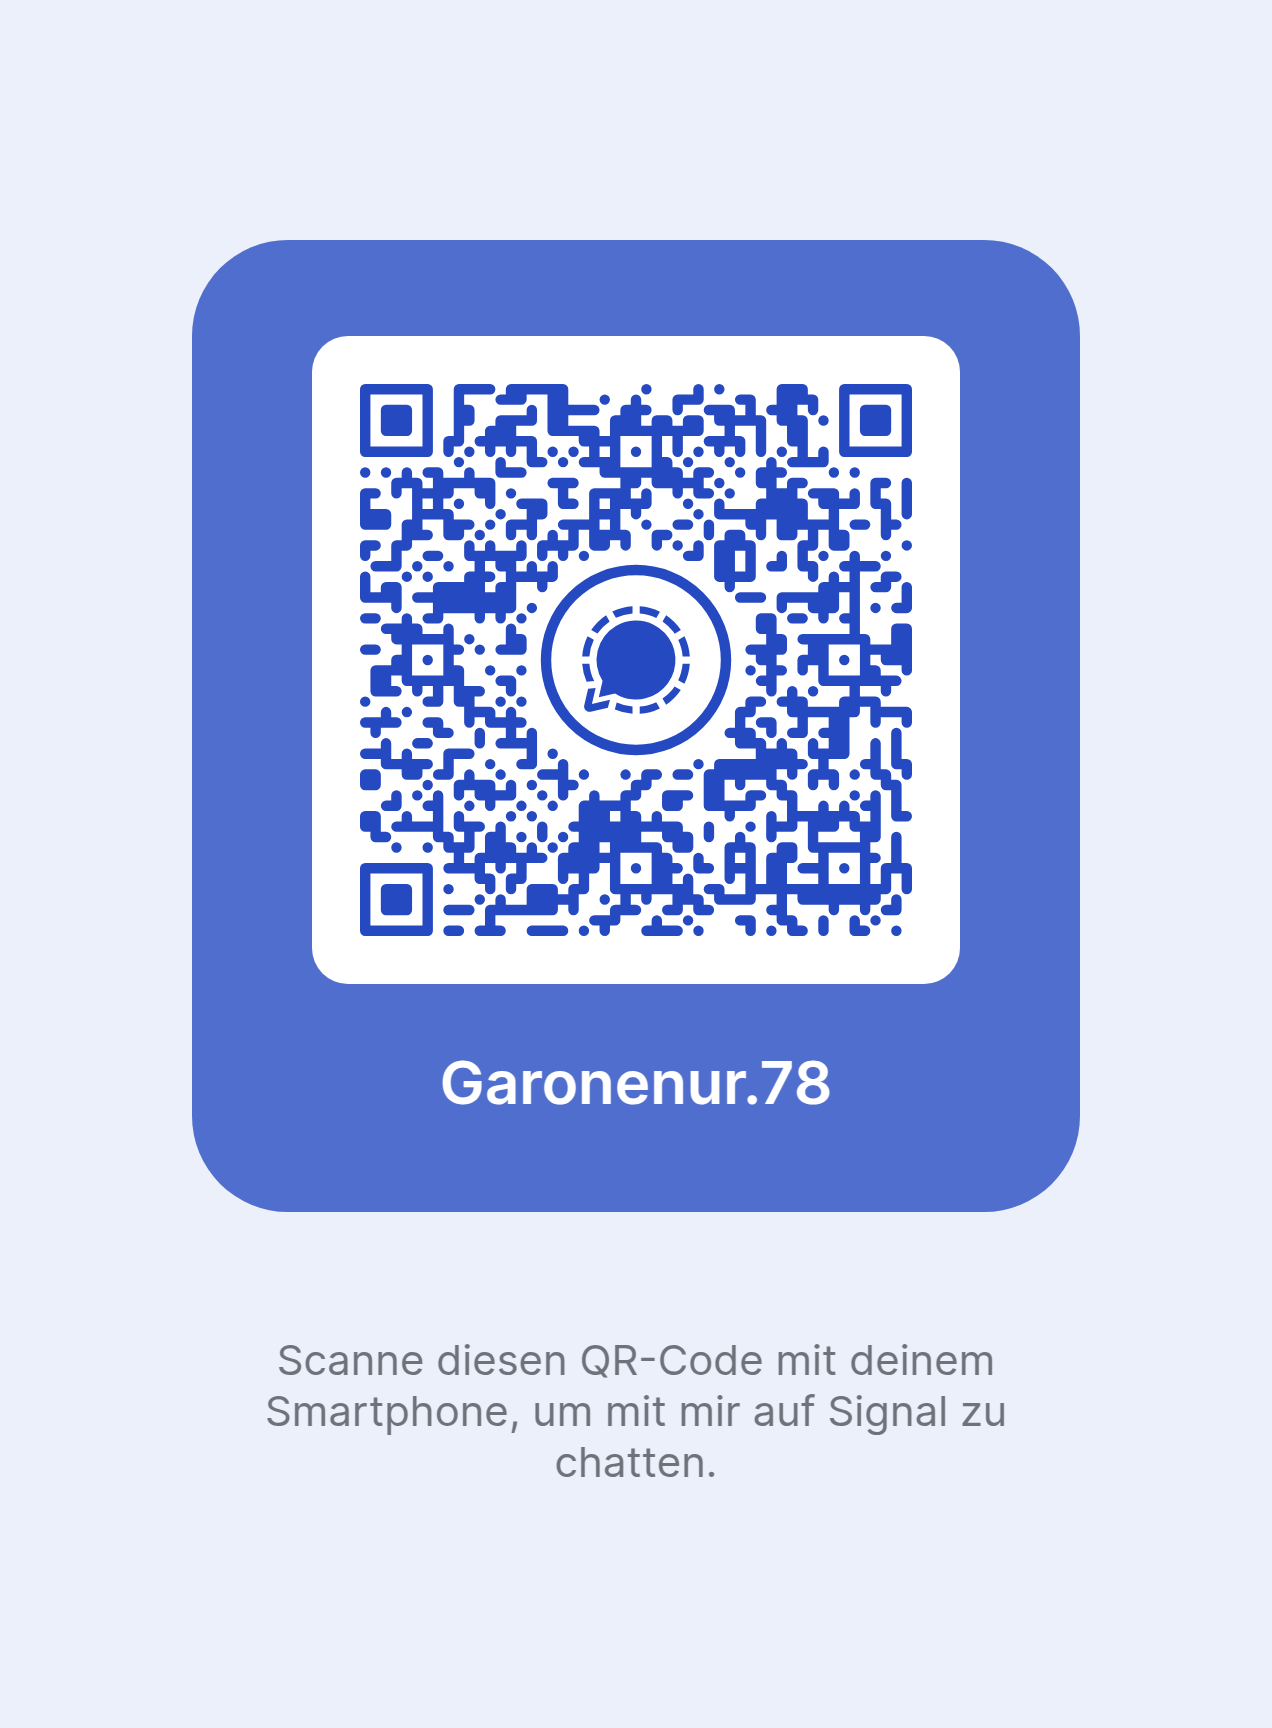 Garonenur.78
Scanne diesen QR-Code mit deinem
Smartphone, um mit mir auf Signal zu
chatten.